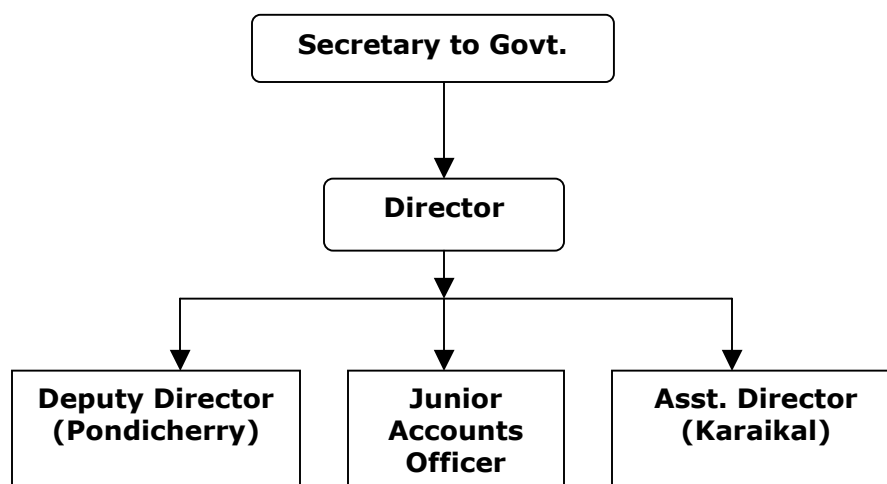 Secretary to Govt.
Director
Deputy Director
(Pondicherry)
Junior
Accounts
Officer
Asst. Director
(Karaikal)